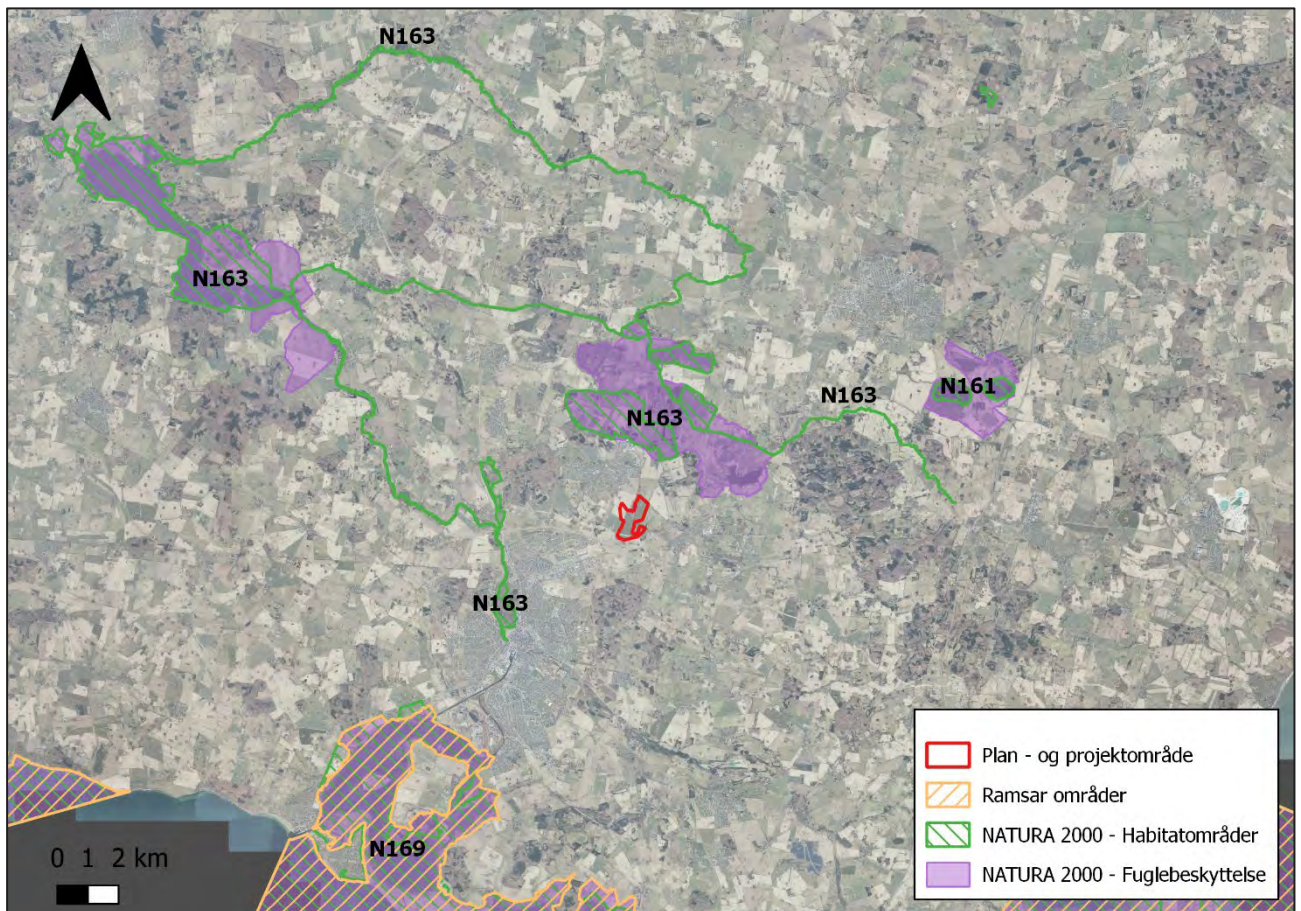 N163
N163
N161
N163
N163
N163
N169
0 1 2 km
Plan - og projektområde
Ramsar områder
NATURA 2000 - Habitatområder
NATURA 2000 - Fuglebeskyttelse